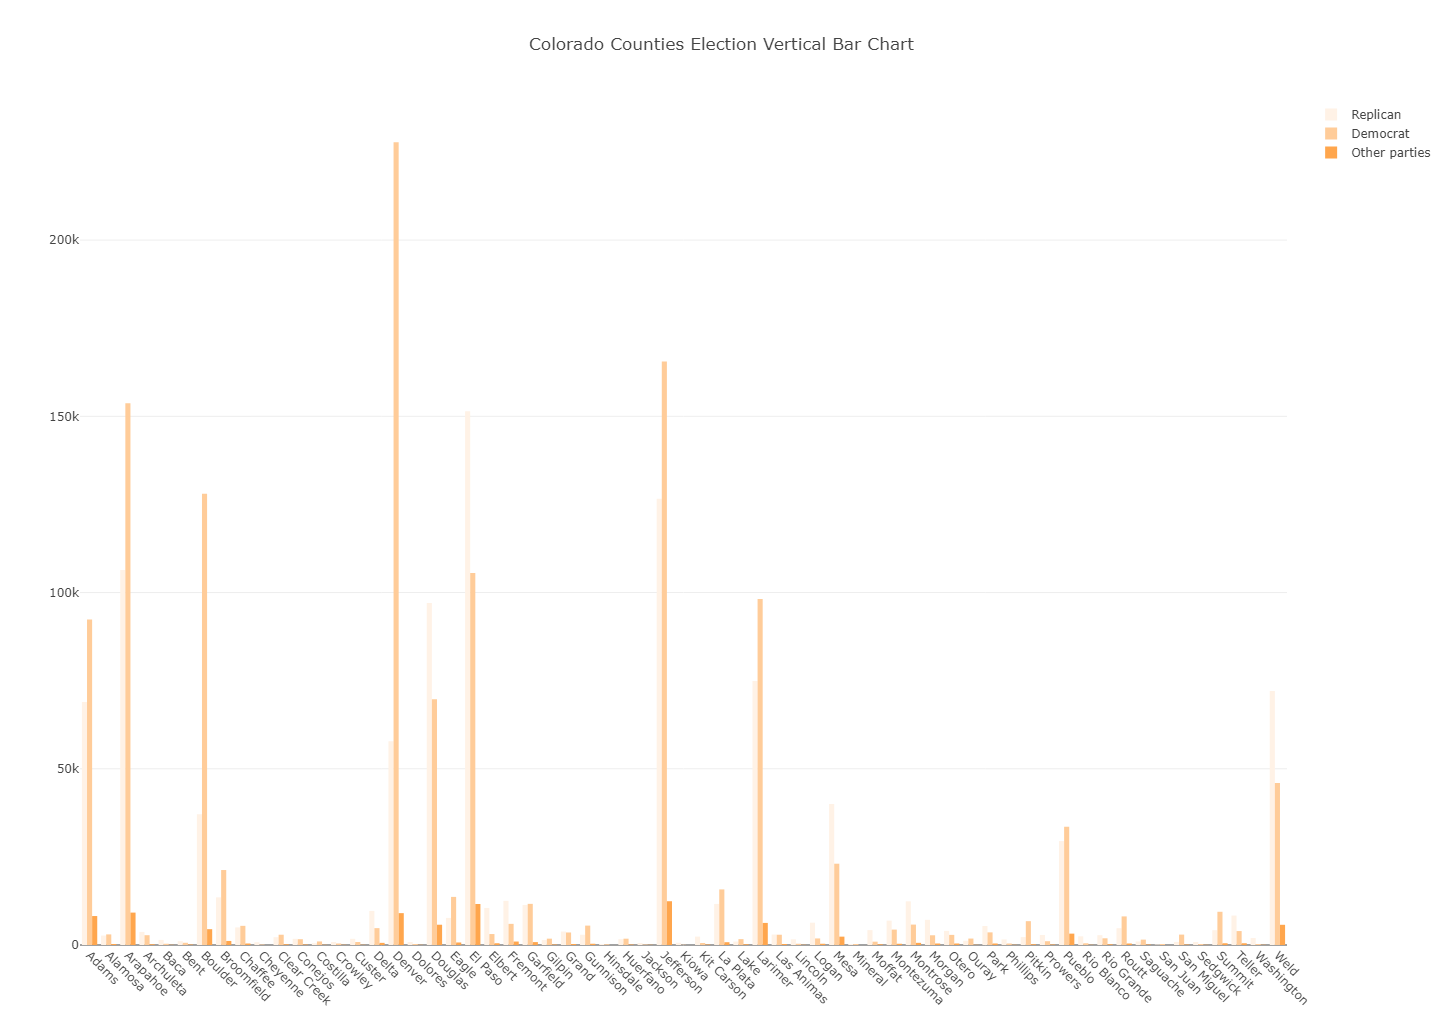 Colorado Counties Election Vertical Bar Chart
Replican
Democrat
Other parties
200k
150k
100k
50k
0
Adams
Alamosa
Arapahoe
Archuleta
Baca
Bent
Boulder
Broomfield
Chaffee
Cheyenne
Clear Creek
Conejos
Costilla
Crowley
Custer
Delta
Denver
Dolores
Douglas
Eagle
El Paso
Elbert
Fremont
Garfield
Gilpin
Grand
Gunnison
Hinsdale
Huerfano
Jackson
Jefferson
Kiowa
Kit Carson
La Plata
Lake
Larimer
Las Animas
Lincoln
Logan
Mesa
Mineral
Moffat
Montezuma
Montrose
Morgan
Otero
Ouray
Park
Phillips
Pitkin
Prowers
Pueblo
Rio Blanco
Rio Grande
Routt
Saguache
San Juan
San Miguel
Sedgwick
Summit
Teller
Washington
Weld